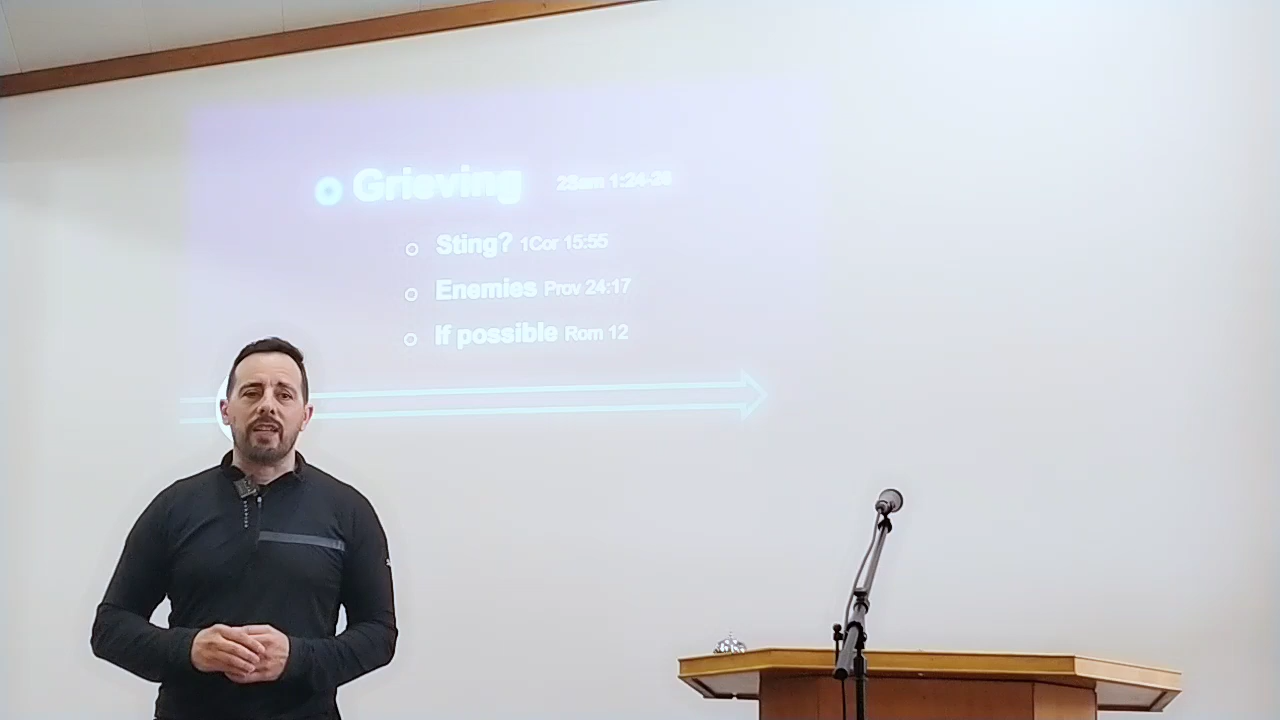 Grieving 2Sam 1:24-26
Sting? 1Cor 15:55
Enemies Prov 24:17
If possible Rom 12